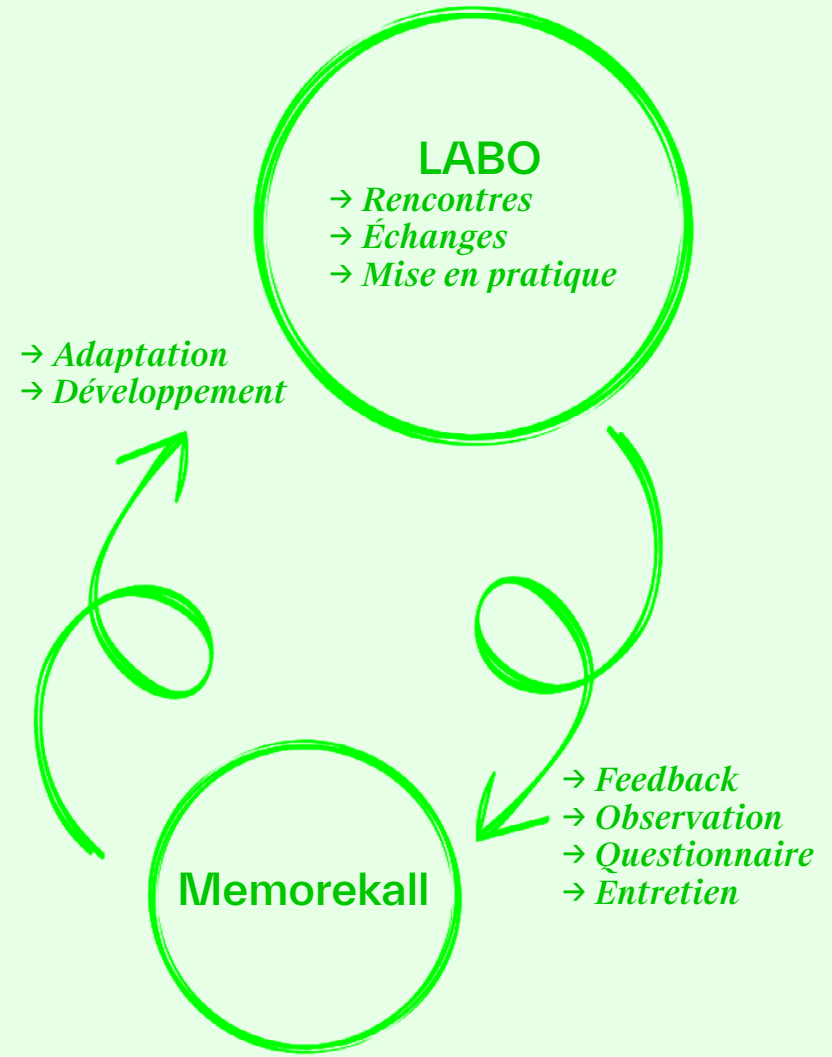 LABO
→ Rencontres
→ Échanges
→ Mise en pratique
→ Adaptation
→ Développement
→ Feedback
→ Observation
→ Questionnaire
→ Entretien
Memorekall